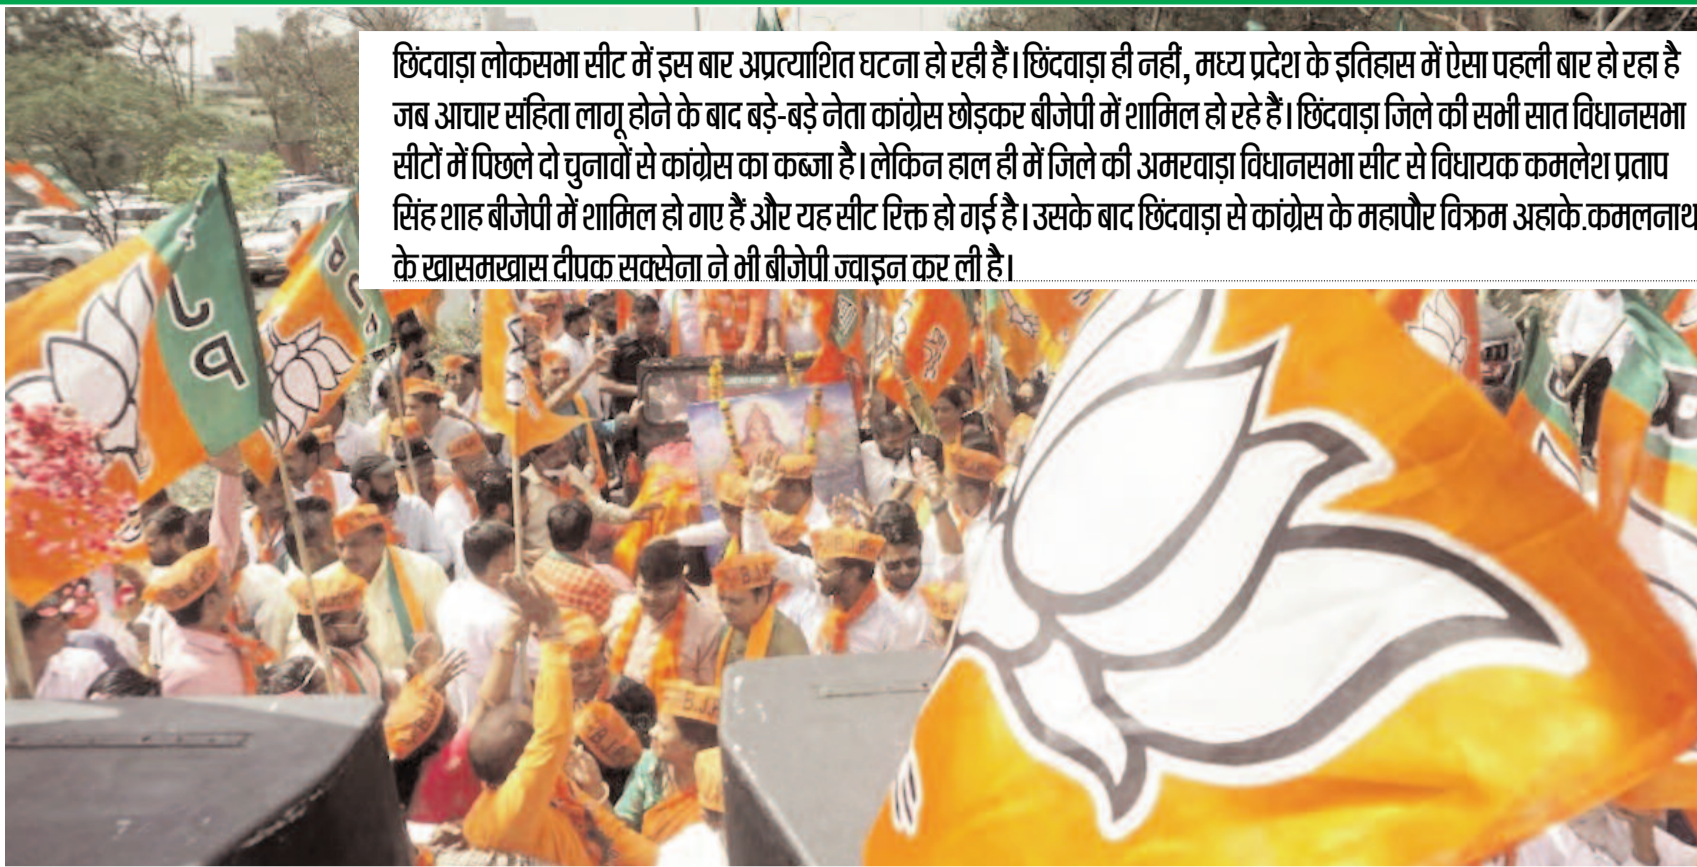 छिंदवाड़ा लोकसभा सीट में इस बार अप्रत्याशित घटना हो रही हैं। छिंदवाड़ा ही नहीं, मध्य प्रदेश के इतिहास में ऐसा पहली बार हो रहा है
जब आचार संहिता लागू होने के बाद बड़े-बड़े नेता कांग्रेस छोड़कर बीजेपी में शामिल हो रहे हैं। छिंदवाड़ा जिले की सभी सात विधानसभा
सीटों में पिछले दो चुनावों से कांग्रेस का कब्जा है। लेकिन हाल ही में जिले की अमरवाड़ा विधानसभा सीट से विधायक कमलेश प्रताप
सिंह शाह बीजेपी में शामिल हो गए हैं और यह सीट रिक्त हो गई है। उसके बाद छिंदवाड़ा से कांग्रेस के महापौर विक्रम अहाके.कमलनाथ
के खासमखास दीपक सक्सेना ने भी बीजेपी ज्वाइन कर ली है।
B.J.P
B.J.P
B.J.P